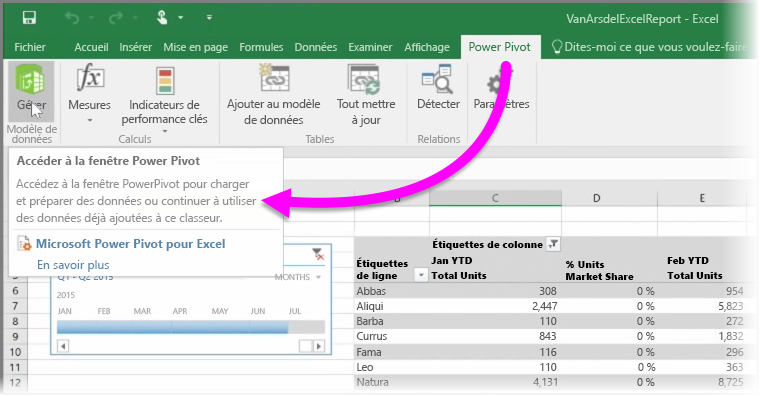 VanArsdelExcelReport - Excel
Fichier Accueil Insérer Mise en page Formules Données Examiner Affichage Power Pivot Dites-moi ce que vous voulez-faire
Gérer
Mesures
Indicateurs de
performance clés
Ajouter au modèle
de données
Tout mettre
à jour
Détecter
Paramètres
Modèle de
données
Calculs
Tables
Relations
Accéder à la fenêtre Power Pivot
Accédez à la fenêtre PowerPivot pour charger
et préparer des données ou continuer à utiliser
des données déjà ajoutées à ce classeur.
Microsoft Power Pivot pour Excel
En savoir plus
Q1 - Q2 2015 MONTHS
2015
JAN FEB MAR APR MAY JUN JUL
B C D E
Étiquettes de colonne
Étiquettes
de ligne
Jan YTD
Total Units
% Units
Market Share
Feb YTD
Total Units
6 Abbas 308 0 % 954
7 Aliqui 2,447 0 % 5,823
8 Barba 110 0 % 272
9 Currus 843 0 % 1,832
10 Fama 116 0 % 296
11 Leo 110 0 % 363
12 Natura 4,131 0 % 8,725